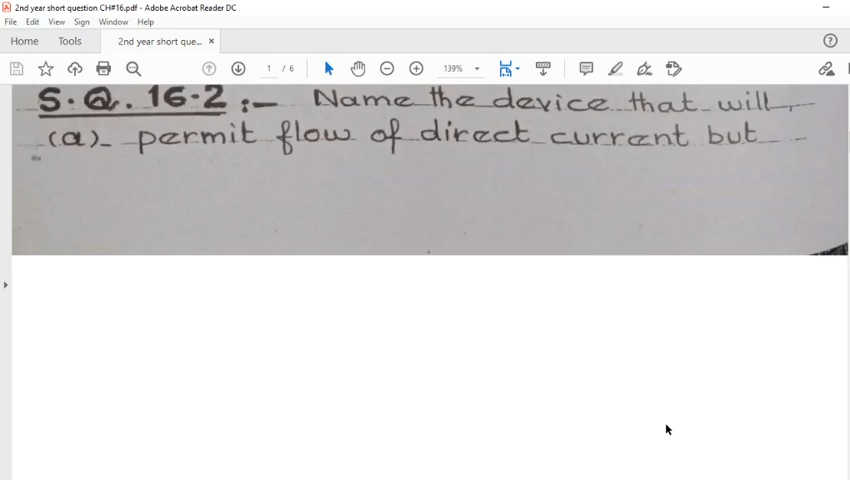 2nd year short question CH#16.pdf - Adobe Acrobat Reader DC
File Edit View Sign Window Help
Home Tools 2nd year short que... ×
1 / 6 139%
S.Q. 16.2 :- Name the device that will,
(a)- permit flow of direct current but